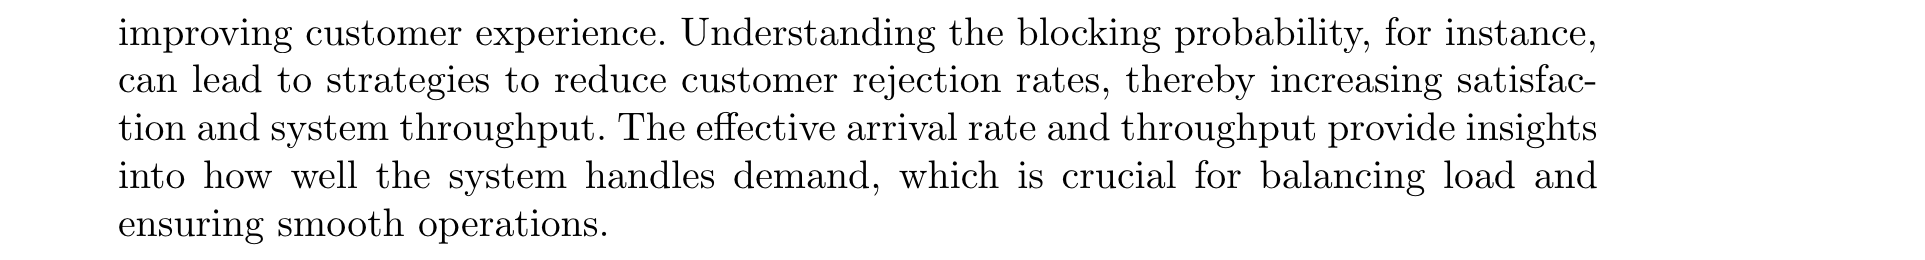 improving customer experience. Understanding the blocking probability, for instance,
can lead to strategies to reduce customer rejection rates, thereby increasing satisfac-
tion and system throughput. The effective arrival rate and throughput provide insights
into how well the system handles demand, which is crucial for balancing load and
ensuring smooth operations.